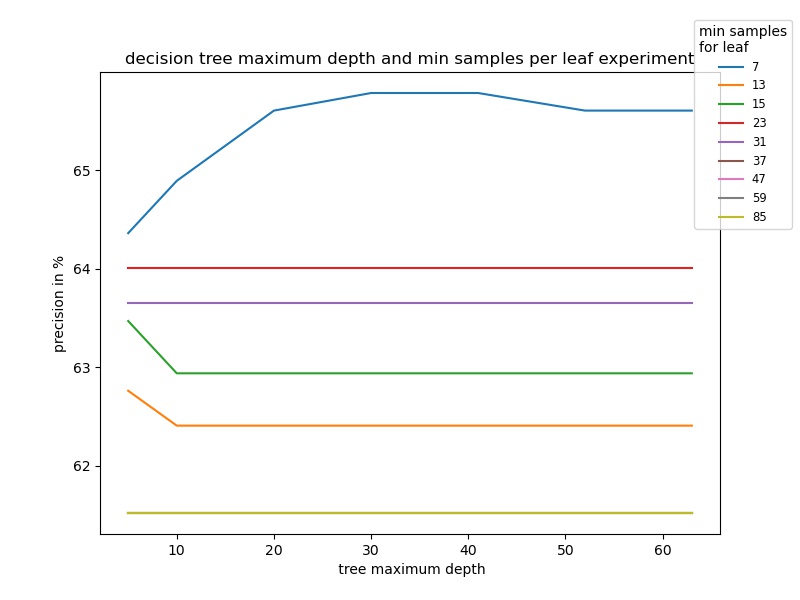 decision tree maximum depth and min samples per leaf experiment
min samples
for leaf
7
13
15
23
31
37
47
59
85
precision in %
65
64
63
62
10 20 30 40 50 60
tree maximum depth